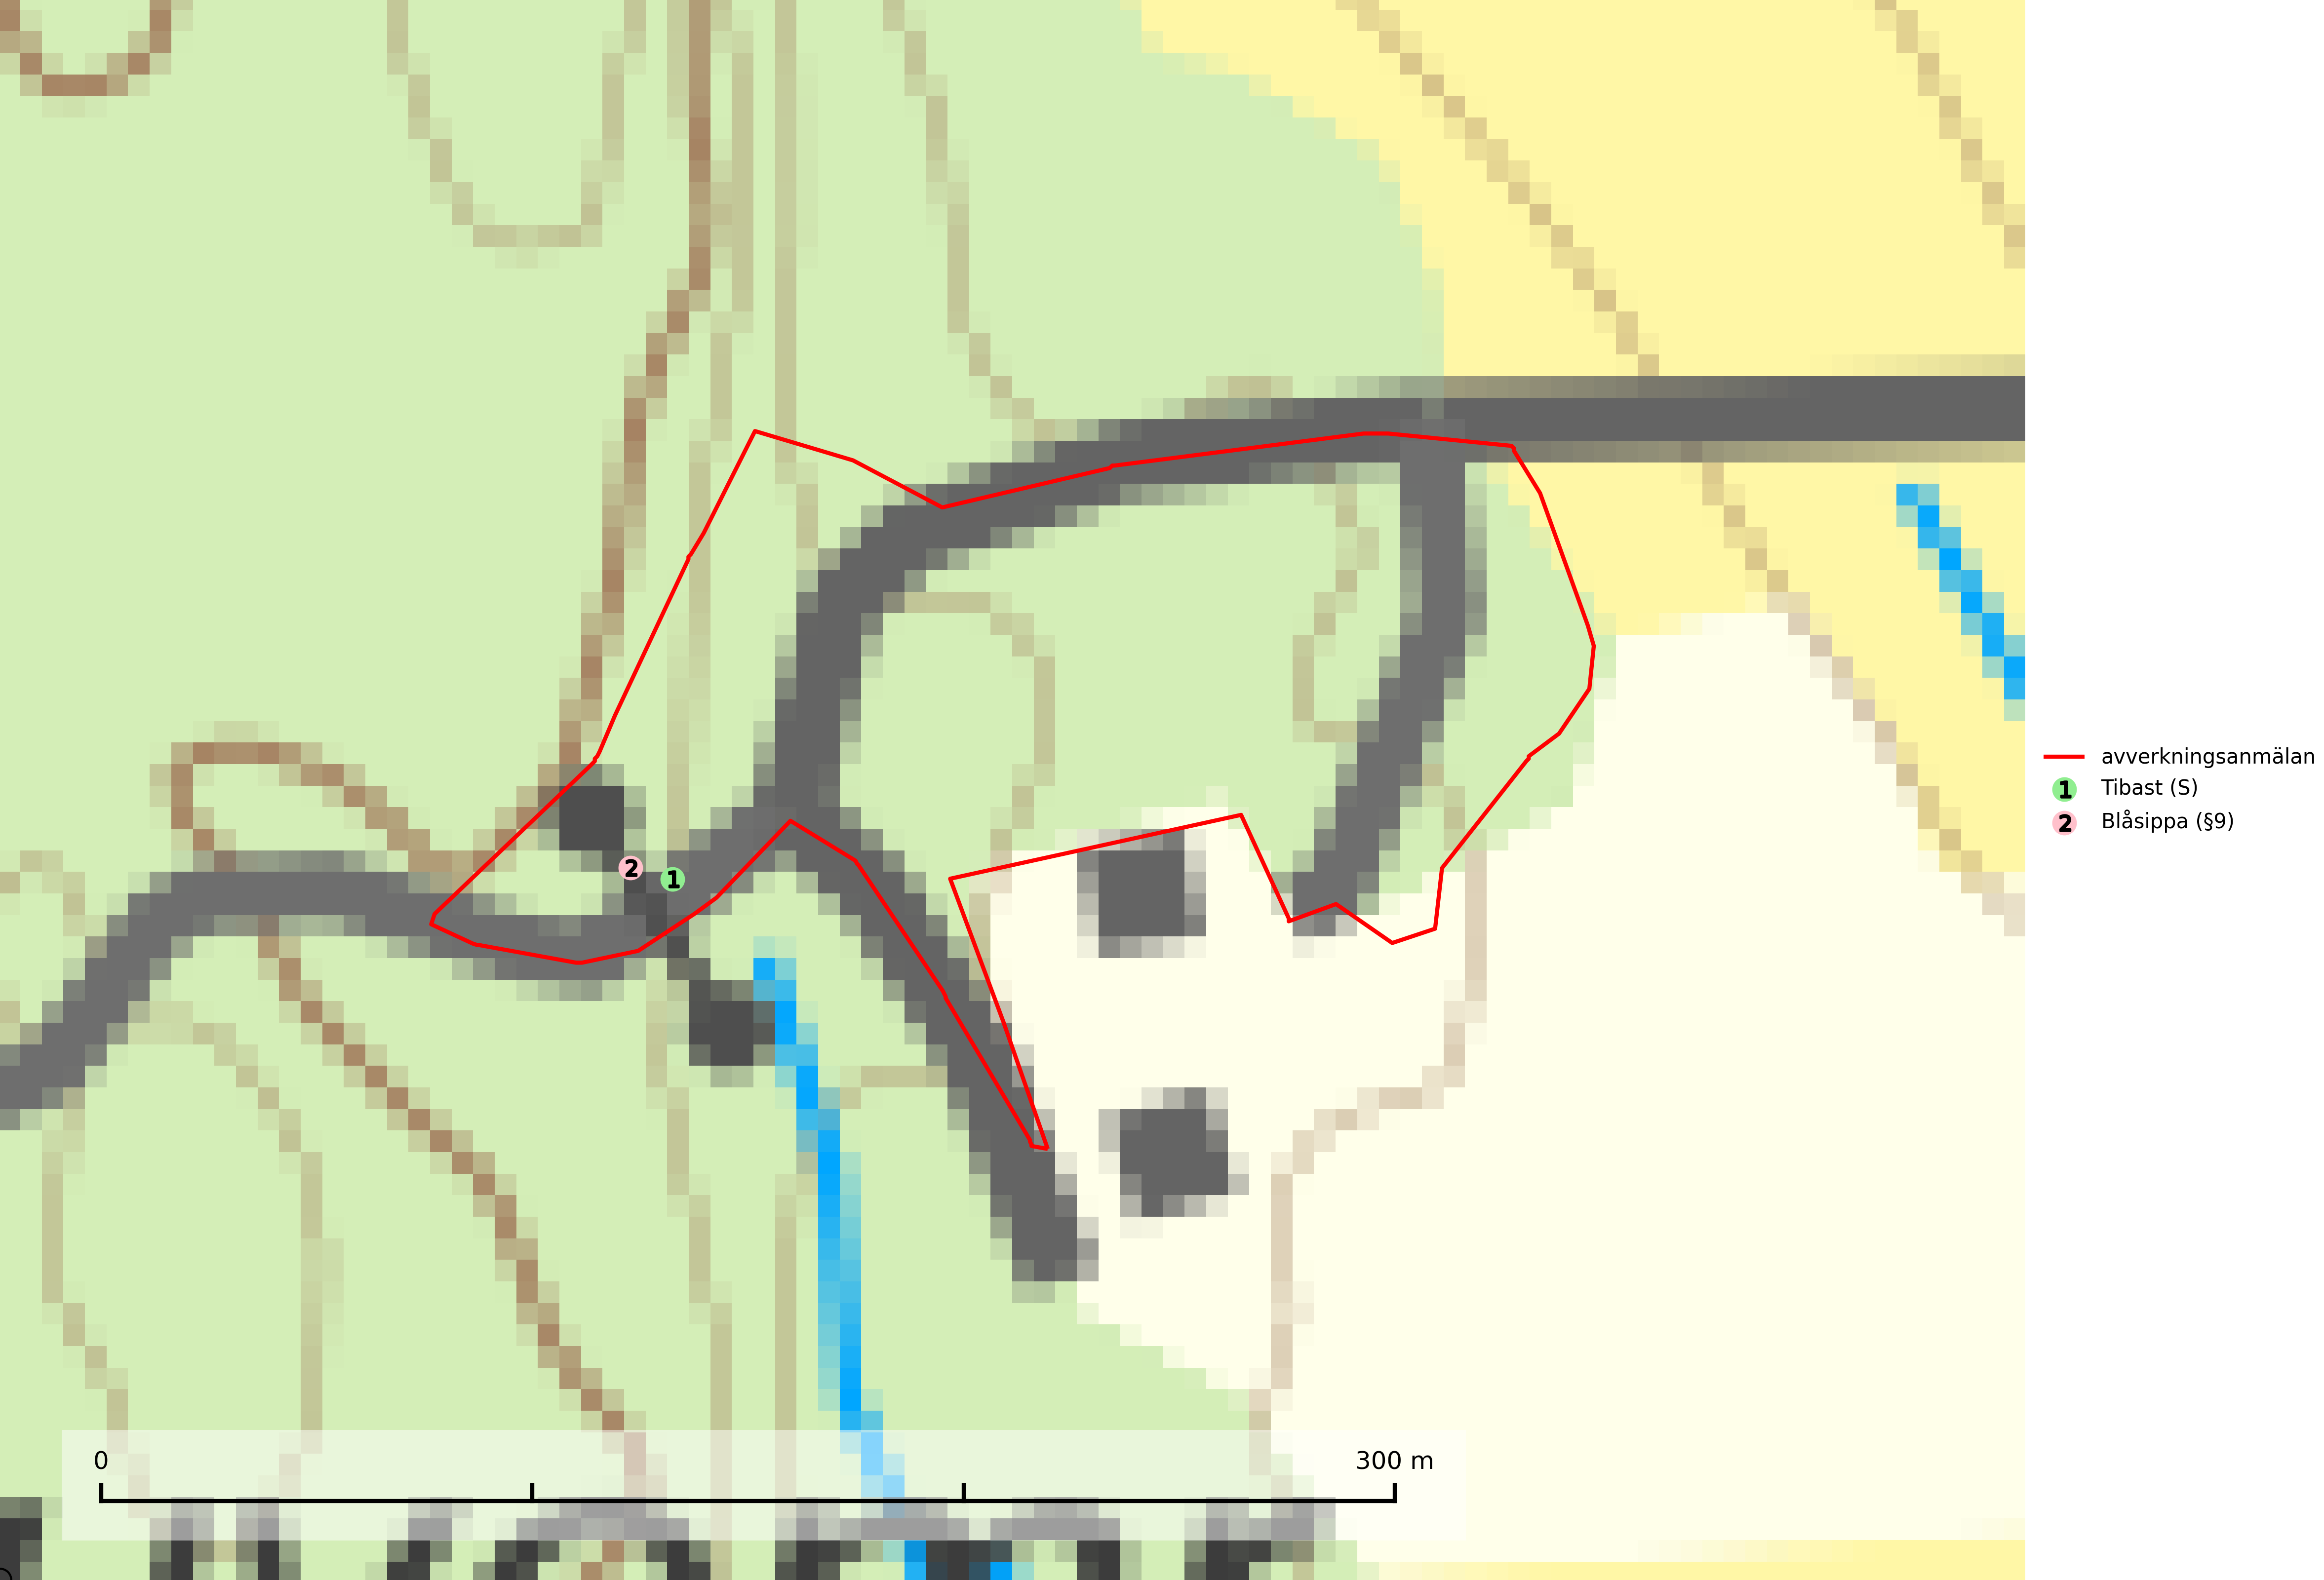 2
1
avverkningsanmälan
1 Tibast (S)
2 Blåsippa (§9)
0 300 m